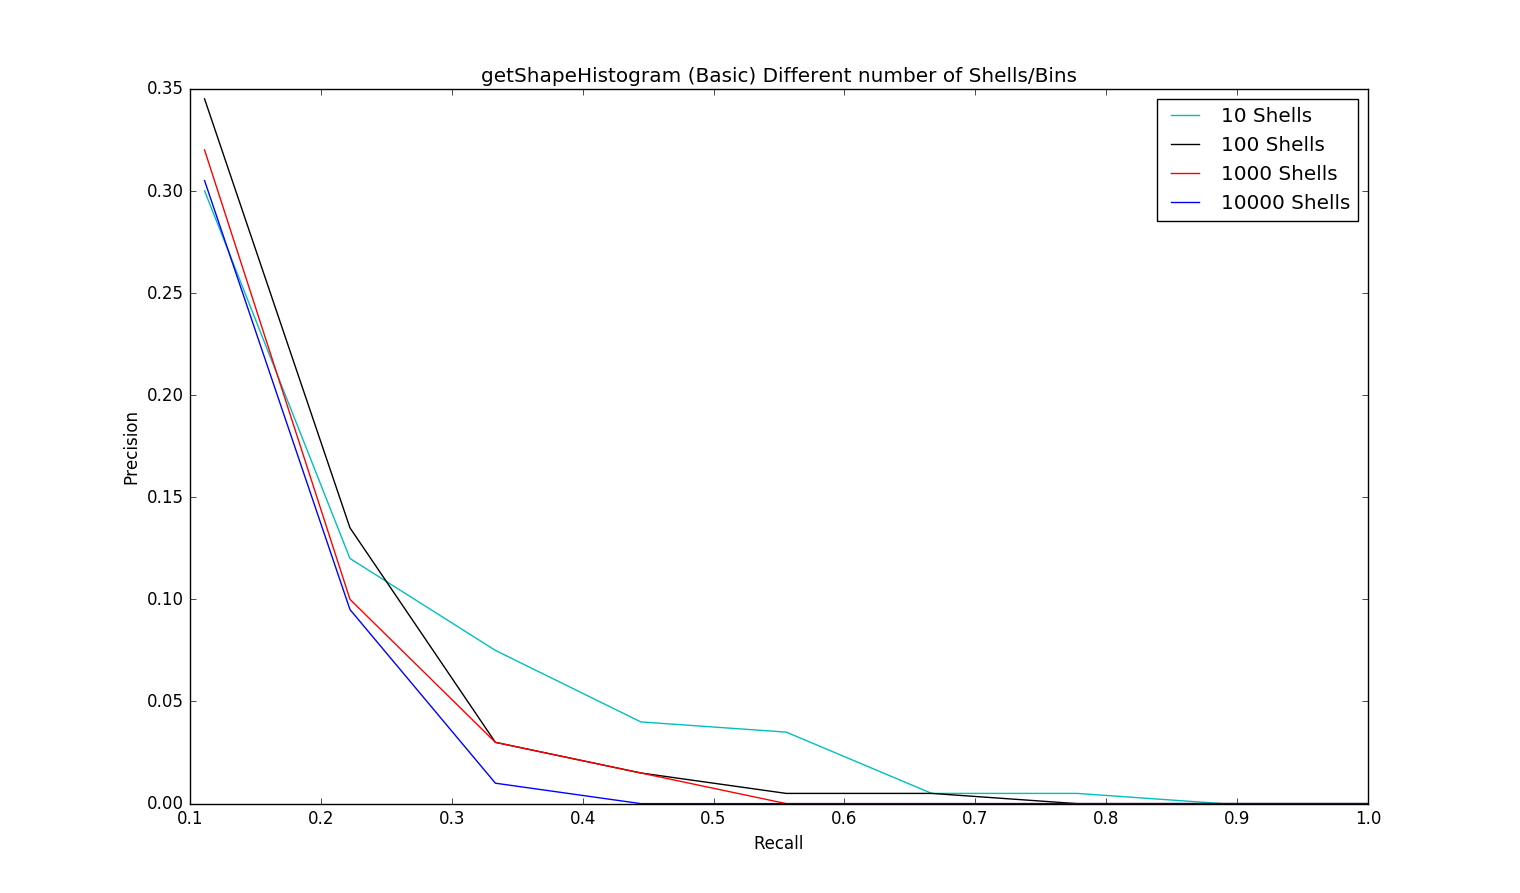 getShapeHistogram (Basic) Different number of Shells/Bins
0.35
0.30
0.25
0.20
0.15
0.10
0.05
0.00
Precision
10 Shells
100 Shells
1000 Shells
10000 Shells
0.1 0.2 0.3 0.4 0.5 0.6 0.7 0.8 0.9 1.0
Recall